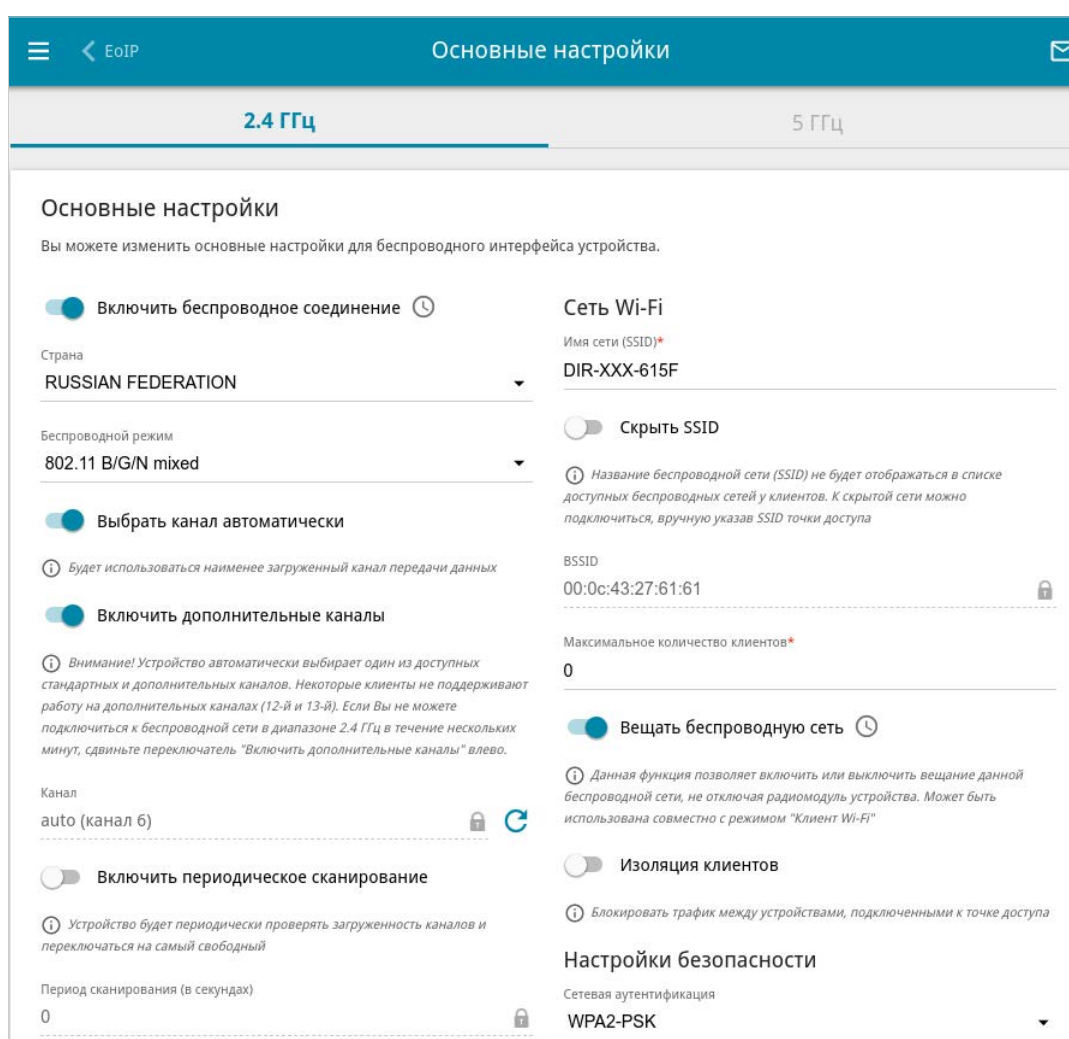 EoIP
Основные настройки
2.4 ГГц
5 ГГц
Основные настройки
Вы можете изменить основные настройки для беспроводного интерфейса устройства.
Включить беспроводное соединение
Страна
RUSSIAN FEDERATION
Беспроводной режим
802.11 B/G/N mixed
Выбрать канал автоматически
Будет использоваться наименее загруженный канал передачи данных
Включить дополнительные каналы
Внимание! Устройство автоматически выбирает один из доступных
стандартных и дополнительных каналов. Некоторые клиенты не поддерживают
работу на дополнительных каналах (12-й и 13-й). Если Вы не можете
подключиться к беспроводной сети в диапазоне 2.4 ГГц в течение нескольких
минут, сдвиньте переключатель "Включить дополнительные каналы" влево.
Канал
auto (канал 6)
Включить периодическое сканирование
Устройство будет периодически проверять загруженность каналов и
переключаться на самый свободный
Период сканирования (в секундах)
0
Сеть Wi-Fi
Имя сети (SSID)*
DIR-XXX-615F
Скрыть SSID
Название беспроводной сети (SSID) не будет отображаться в списке
доступных беспроводных сетей у клиентов. К скрытой сети можно
подключиться, вручную указав SSID точки доступа
BSSID
00:0c:43:27:61:61
Максимальное количество клиентов*
0
Вещать беспроводную сеть
Данная функция позволяет включить или выключить вещание данной
беспроводной сети, не отключая радиомодуль устройства. Может быть
использована совместно с режимом "Клиент Wi-Fi"
Изоляция клиентов
Блокировать трафик между устройствами, подключенными к точке доступа
Настройки безопасности
Сетевая аутентификация
WPA2-PSK